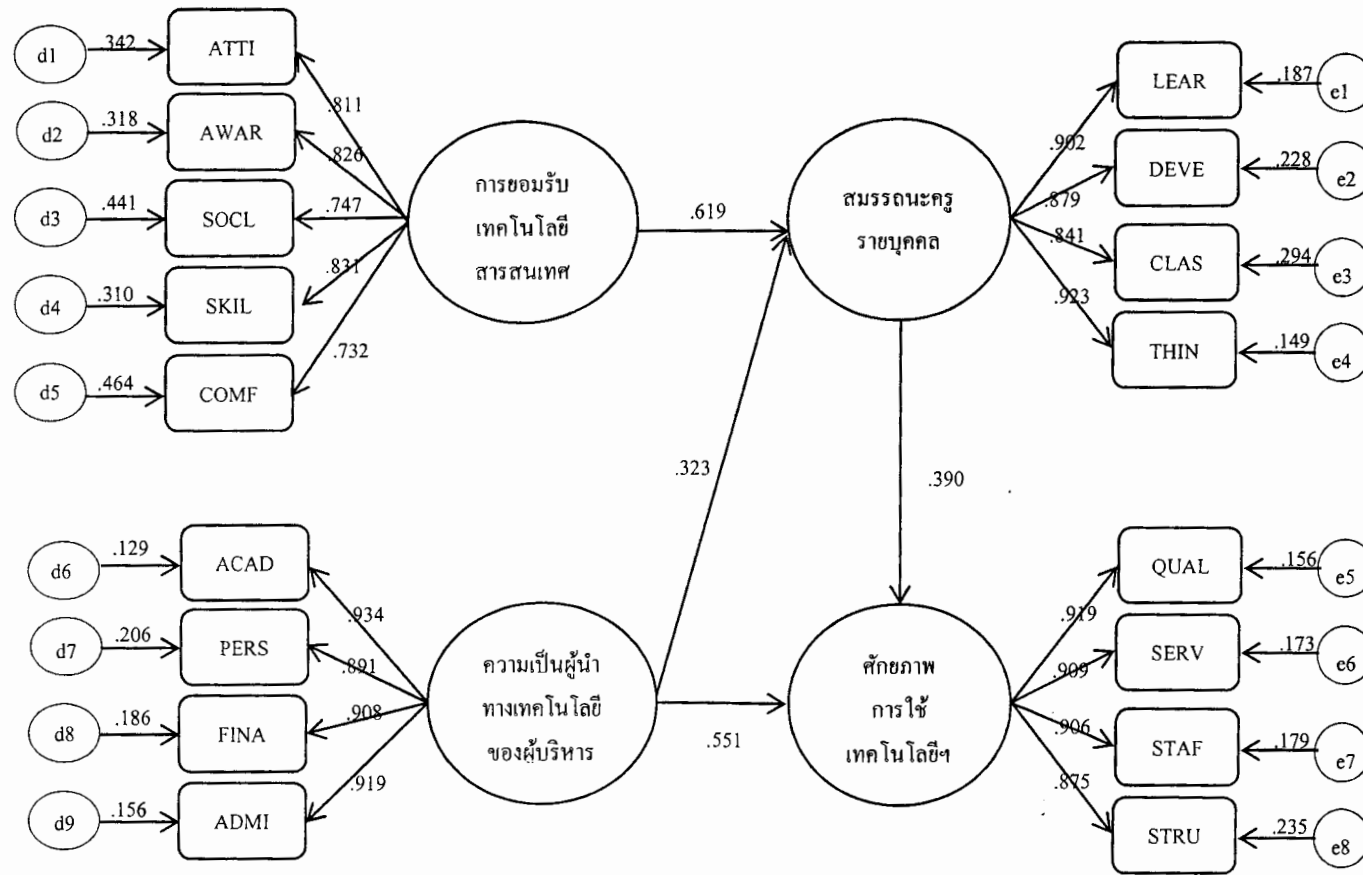 d1 .342 ATTI
d2 .318 AWAR
d3 .441 SOCL
d4 .310 SKIL
d5 .464 COMF
.811
.826
.747
.831
.732
การยอมรับ
เทคโนโลยี
สารสนเทศ
.619
สมรรถนะครู
รายบุคคล
.902
.879
.841
.923
LEAR .187 e1
DEVE .228 e2
CLAS .294 e3
THIN .149 e4
.323
.390
d6 .129 ACAD
d7 .206 PERS
d8 .186 FINA
d9 .156 ADMI
.934
.891
.908
.919
ความเป็นผู้นำ
ทางเทคโนโลยี
ของผู้บริหาร
.551
ศักยภาพ
การใช้
เทคโนโลยีฯ
.919
.909
.906
.875
QUAL .156 e5
SERV .173 e6
STAF .179 e7
STRU .235 e8